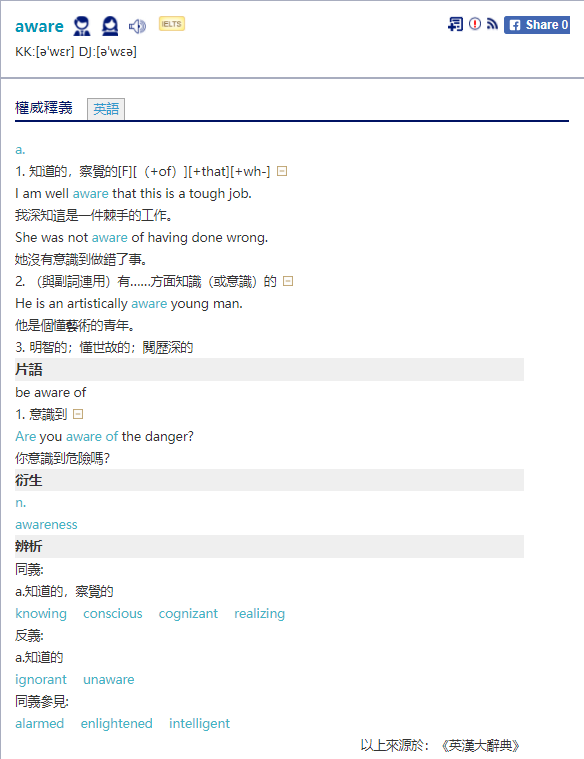 aware IELTS Share 0
KK:[ə'wɛr] DJ:[ə'wɛə]
權威釋義 英語
a.
1. 知道的，察覺的[F][（+of）][+that][+wh-]
I am well aware that this is a tough job.
我深知這是一件棘手的工作。
She was not aware of having done wrong.
她沒有意識到做錯了事。
2. （與副詞連用）有……方面知識（或意識）的
He is an artistically aware young man.
他是個懂藝術的青年。
3. 明智的；懂世故的；閱歷深的
片語
be aware of
1. 意識到
Are you aware of the danger?
你意識到危險嗎?
衍生
n.
awareness
辨析
同義:
a.知道的，察覺的
knowing conscious cognizant realizing
反義:
a.知道的
ignorant unaware
同義參見:
alarmed enlightened intelligent
以上來源於：《英漢大辭典》